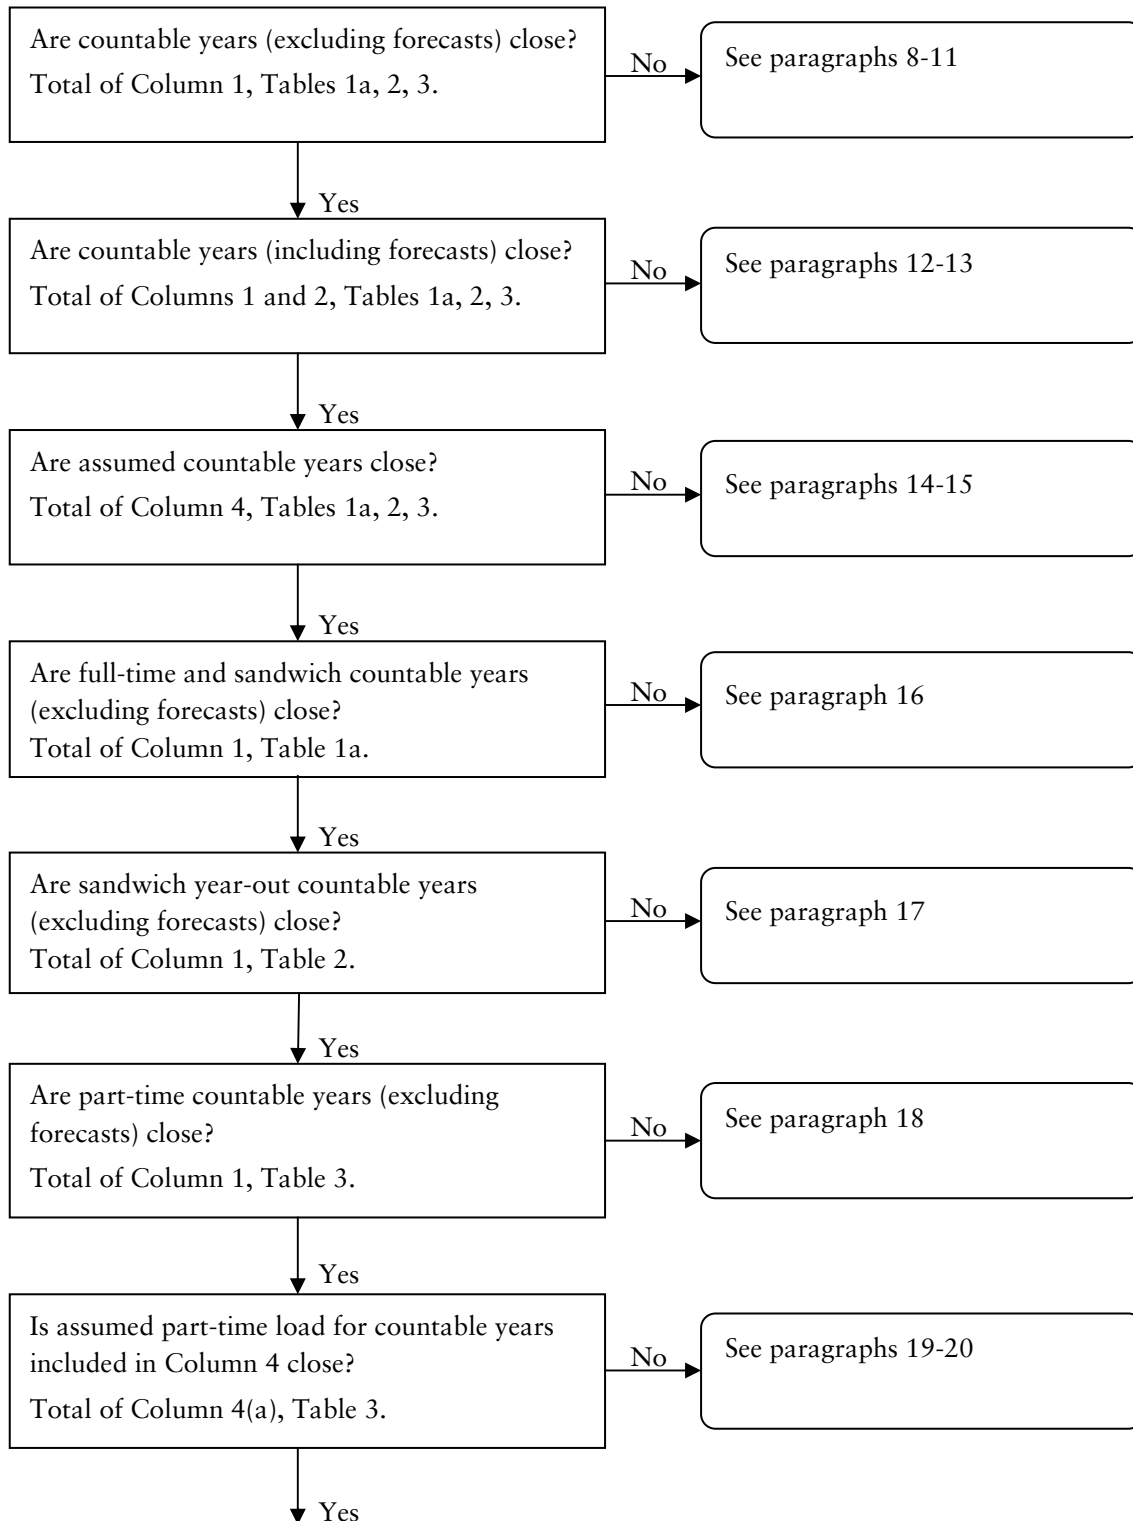 Are countable years (excluding forecasts) close?
Total of Column 1, Tables 1a, 2, 3.
No
See paragraphs 8-11
Yes
Are countable years (including forecasts) close?
Total of Columns 1 and 2, Tables 1a, 2, 3.
No
See paragraphs 12-13
Yes
Are assumed countable years close?
Total of Column 4, Tables 1a, 2, 3.
No
See paragraphs 14-15
Yes
Are full-time and sandwich countable years
(excluding forecasts) close?
Total of Column 1, Table 1a.
No
See paragraph 16
Yes
Are sandwich year-out countable years
(excluding forecasts) close?
Total of Column 1, Table 2.
No
See paragraph 17
Yes
Are part-time countable years (excluding
forecasts) close?
Total of Column 1, Table 3.
No
See paragraph 18
Yes
Is assumed part-time load for countable years
included in Column 4 close?
Total of Column 4(a), Table 3.
No
See paragraphs 19-20
Yes